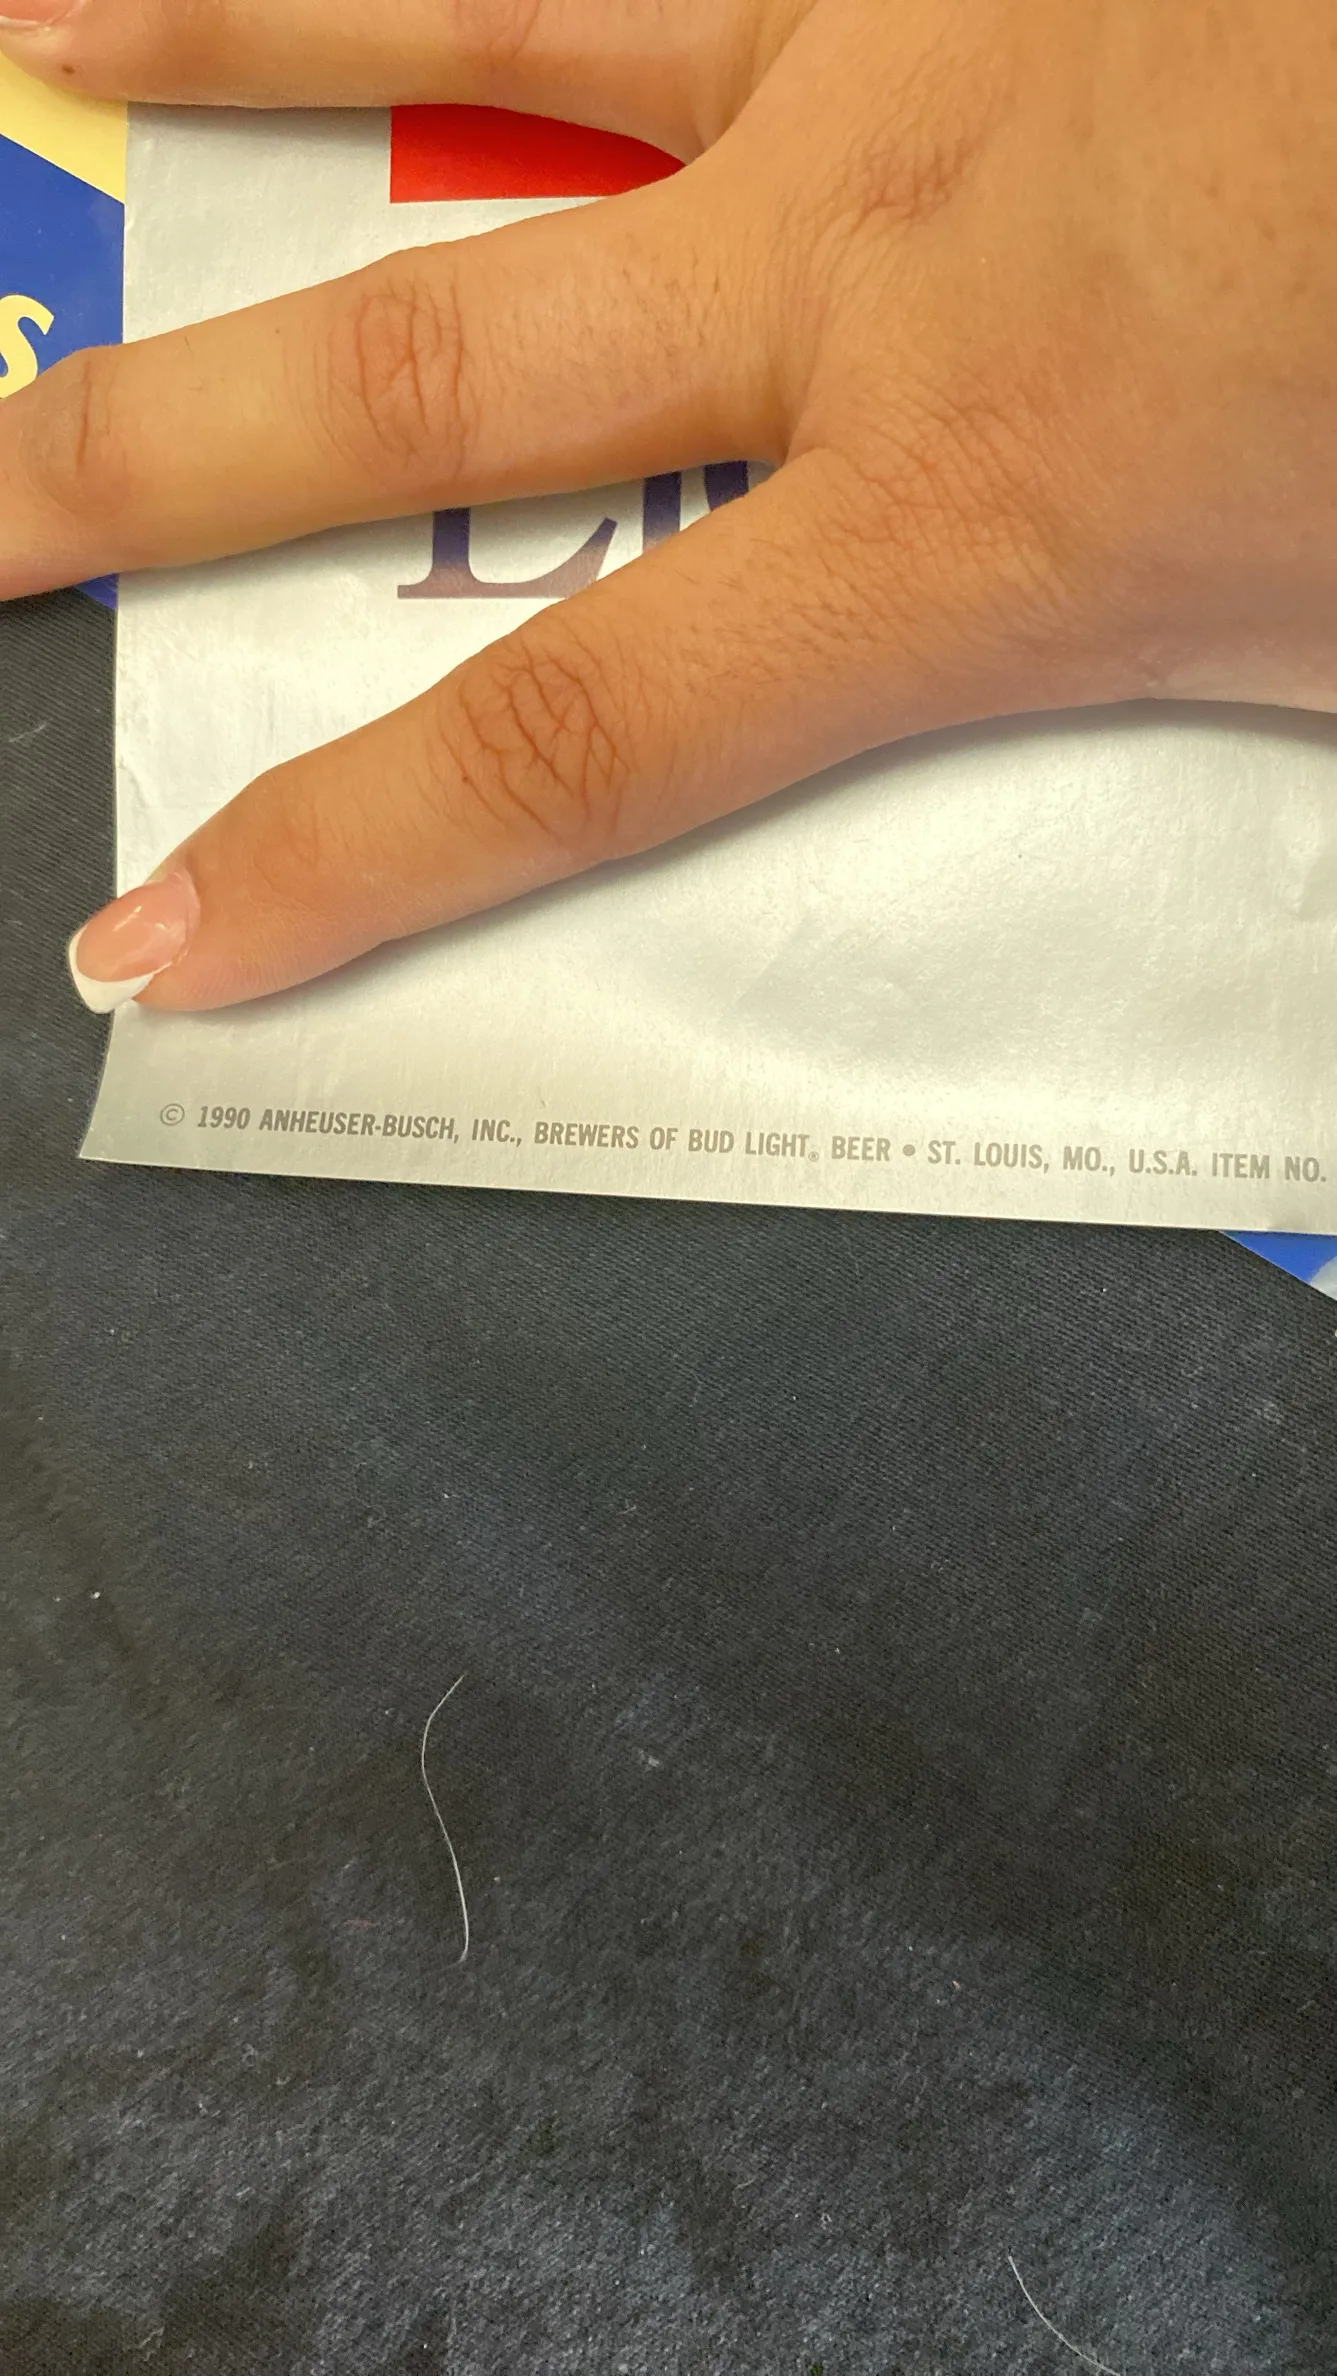 S
© 1990 ANHEUSER-BUSCH, INC., BREWERS OF BUD LIGHT® BEER • ST. LOUIS, MO., U.S.A. ITEM NO.